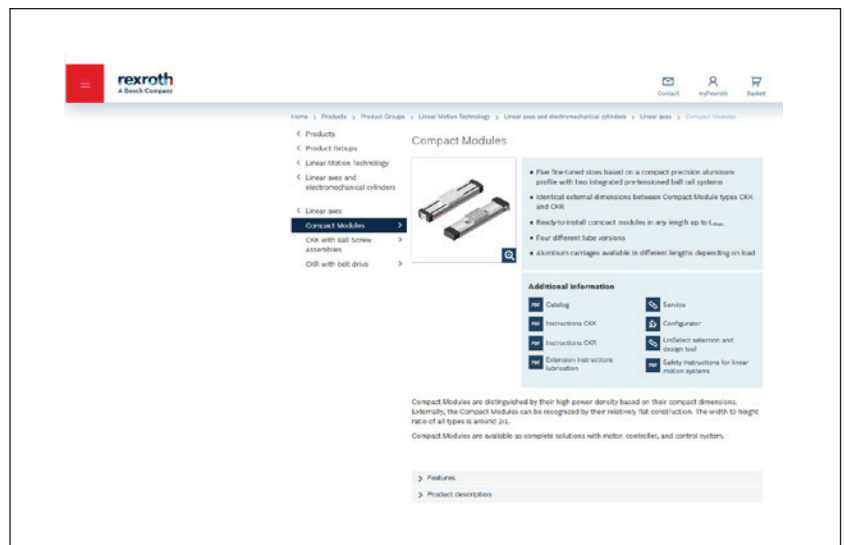 rexroth
A Bosch Company
Contact
myRexroth
Basket
Home > Products > Product Groups > Linear Motion Technology > Linear axes and electromechanical cylinders > Linear axes > Compact Modules
Products
Product Groups
Linear Motion Technology
Linear axes and
electromechanical cylinders
Linear axes
Compact Modules
CKK with Ball Screw
Assemblies
CKR with belt drive
Compact Modules
• Five fine-tuned sizes based on a compact precision aluminum
profile with two integrated pre-tensioned ball rail systems
• Identical external dimensions between Compact Module types CKK
and CKR
• Ready-to-install compact modules in any length up to Lmax.
• Four different lube versions
• Aluminum carriages available in different lengths depending on load
Additional information
PDF Catalog
PDF Instructions CKK
PDF Instructions CKR
PDF Extension Instructions
lubrication
Service
Configurator
LinSelect selection and
design tool
PDF Safety instructions for linear
motion systems
Compact Modules are distinguished by their high power density based on their compact dimensions.
Externally, the Compact Modules can be recognized by their relatively flat construction. The width to height
ratio of all types is around 2:1.
Compact Modules are available as complete solutions with motor, controller, and control system.
> Features
> Product description